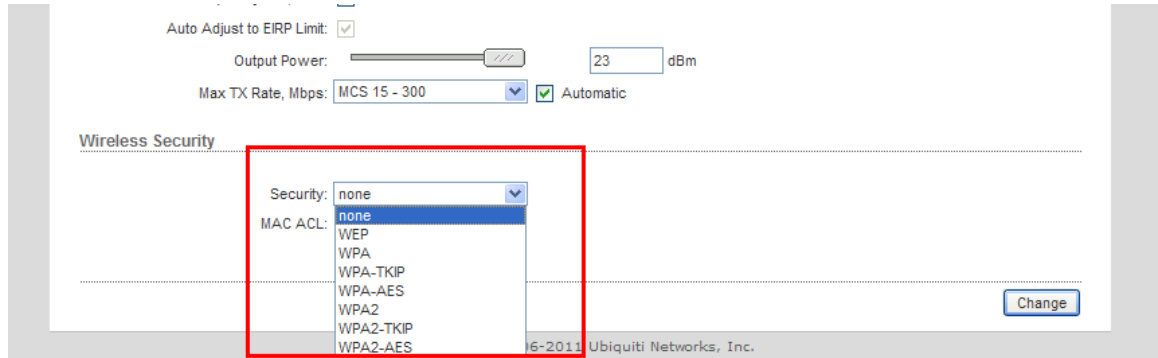 Auto Adjust to EIRP Limit:
Output Power: 23 dBm
Max TX Rate, Mbps: MCS 15 - 300 Automatic
Wireless Security
Security: none
MAC ACL: none
WEP
WPA
WPA-TKIP
WPA-AES
WPA2
WPA2-TKIP
WPA2-AES
Change
6-2011 Ubiquiti Networks, Inc.